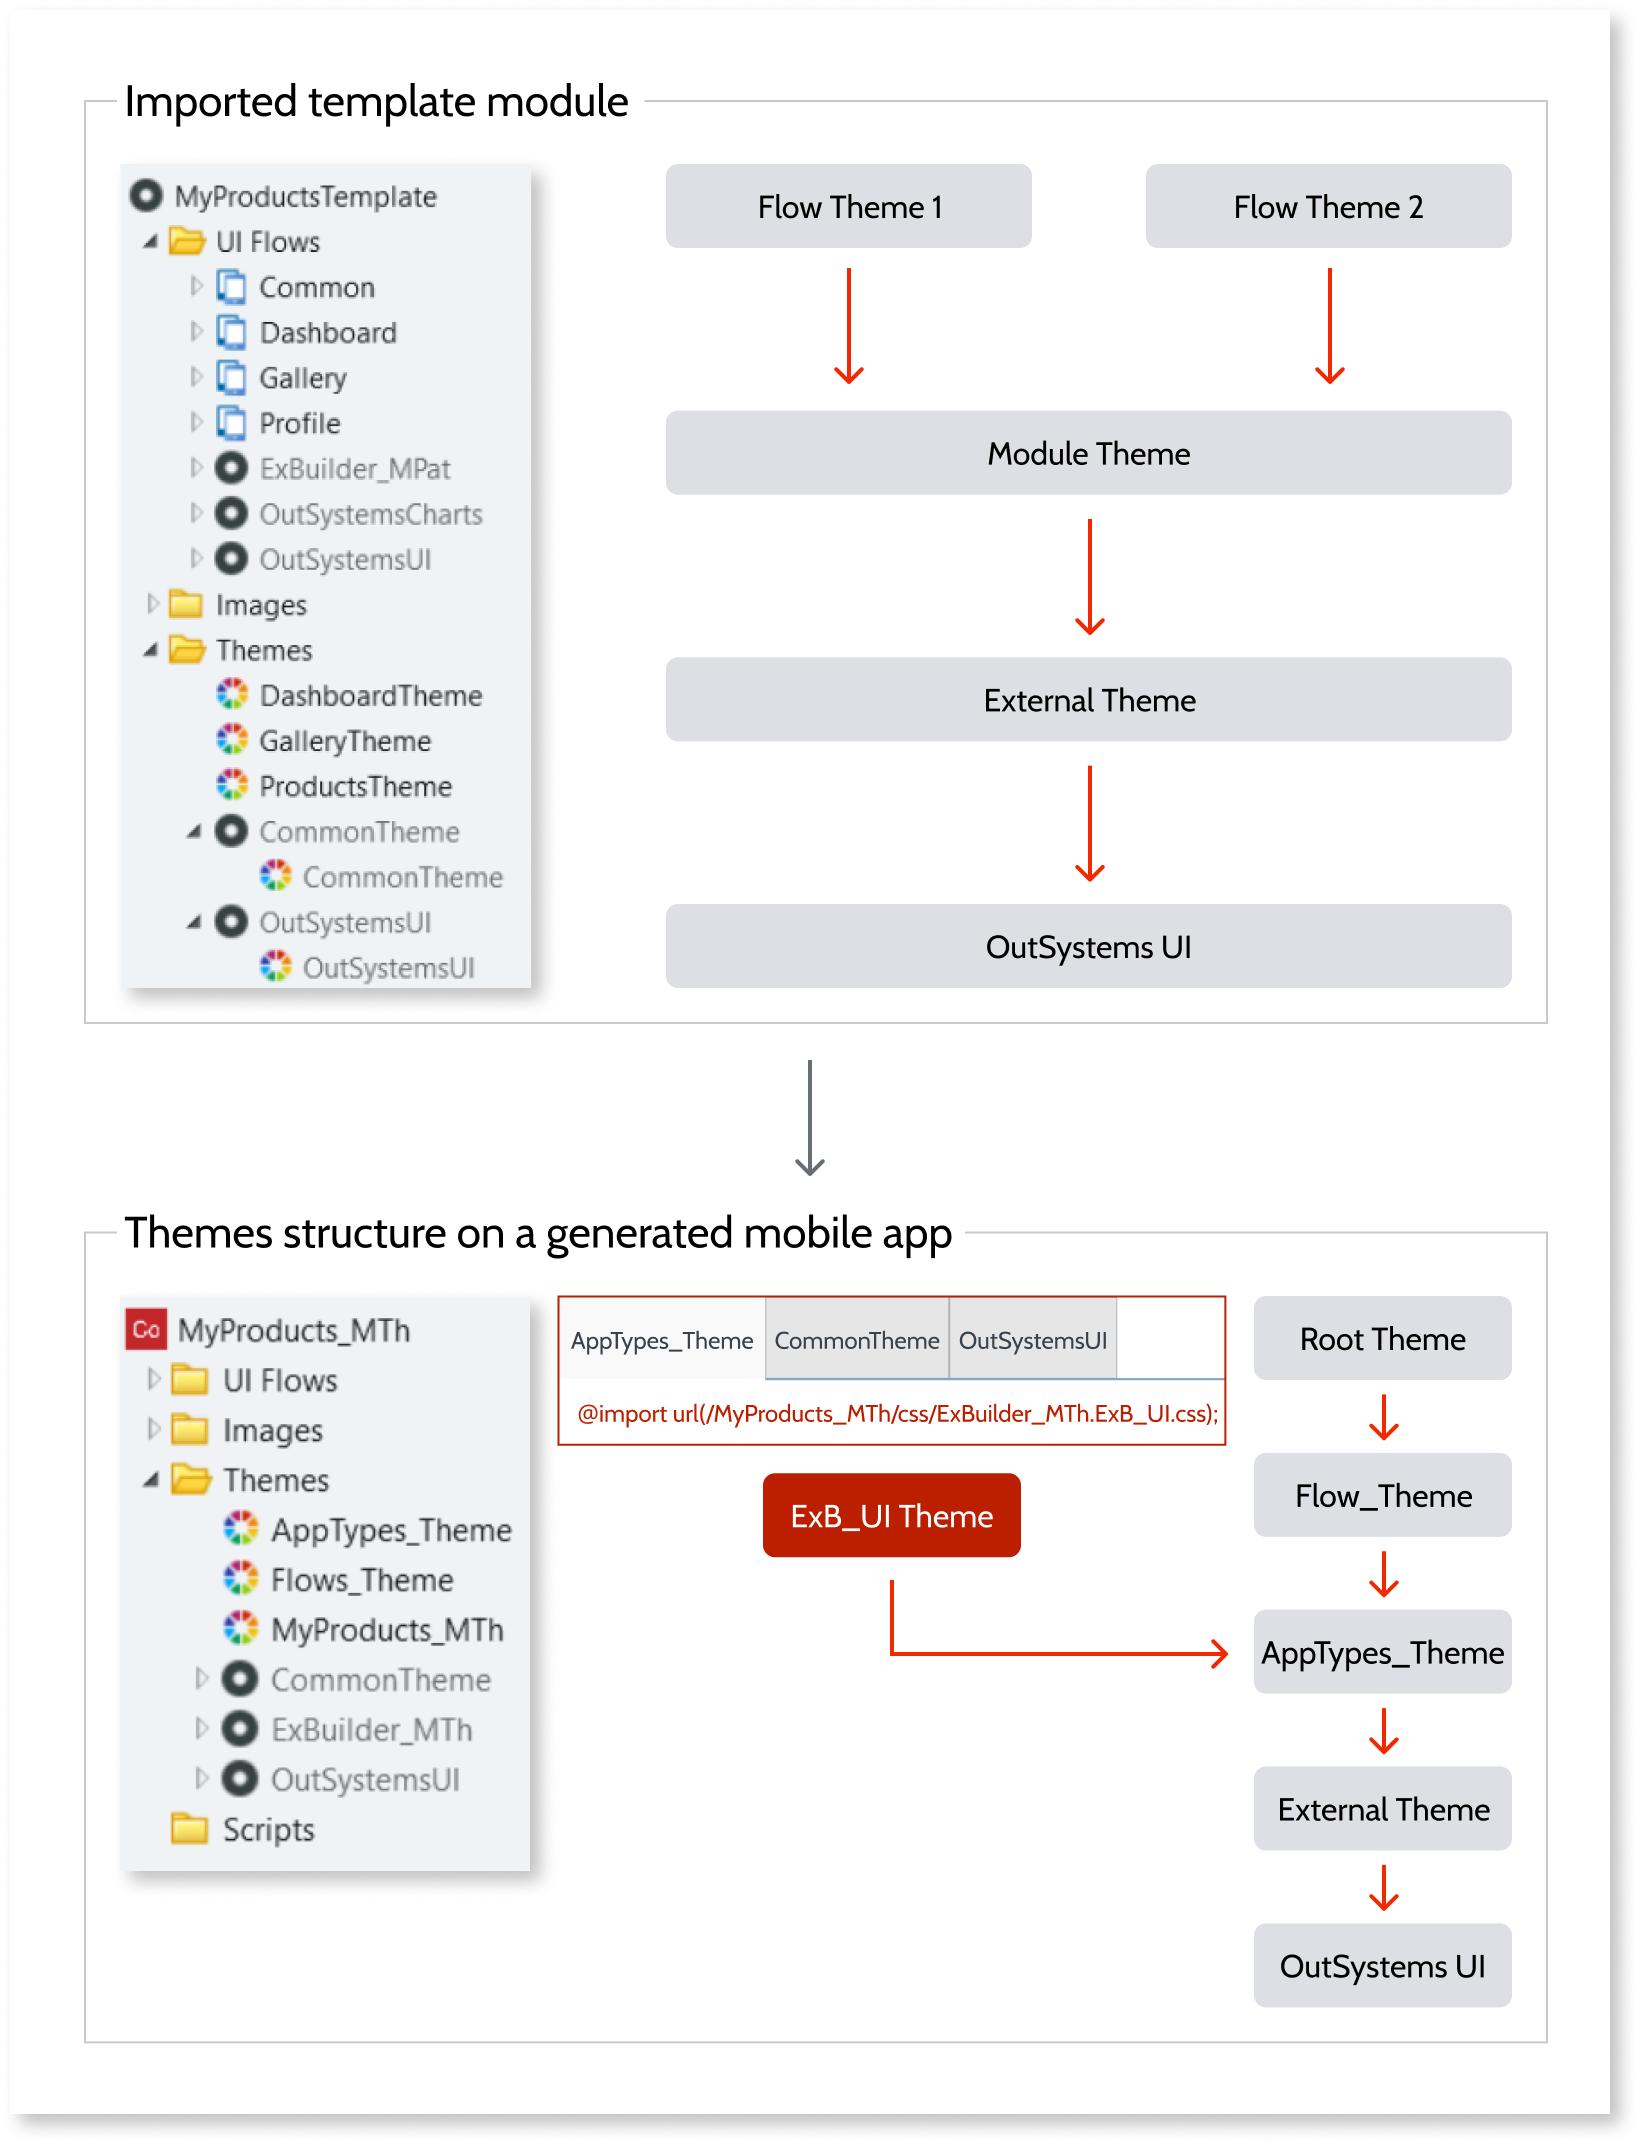 Imported template module
MyProductsTemplate
UI Flows
Common
Dashboard
Gallery
Profile
ExBuilder_MPat
OutSystemsCharts
OutSystemsUI
Images
Themes
DashboardTheme
GalleryTheme
ProductsTheme
CommonTheme
CommonTheme
OutSystemsUI
OutSystemsUI
Flow Theme 1
Flow Theme 2
Module Theme
External Theme
OutSystems UI
Themes structure on a generated mobile app
Co
MyProducts_MTh
UI Flows
Images
Themes
AppTypes_Theme
Flows_Theme
MyProducts_MTh
CommonTheme
ExBuilder_MTh
OutSystemsUI
Scripts
AppTypes_Theme
CommonTheme
OutSystemsUI
@import url(/MyProducts_MTh/css/ExBuilder_MTh.ExB_UI.css);
ExB_UI Theme
Root Theme
Flow_Theme
AppTypes_Theme
External Theme
OutSystems UI